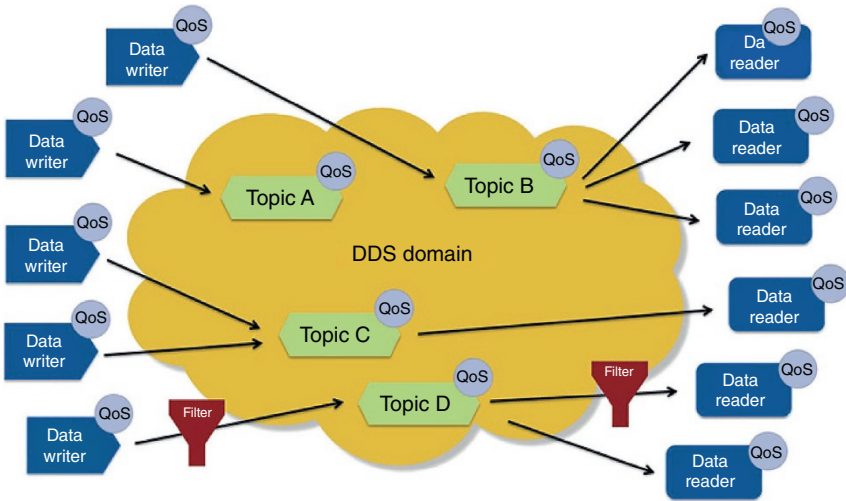 QoS
Data
writer
QoS
Da
reader
QoS
Data
writer
QoS
Data
reader
QoS
Topic A
QoS
Topic B
QoS
Data
reader
QoS
Data
writer
DDS domain
QoS
Data
reader
QoS
Data
writer
QoS
Topic C
QoS
Data
writer
Filter
QoS
Topic D
Filter
QoS
Data
reader
QoS
Data
reader